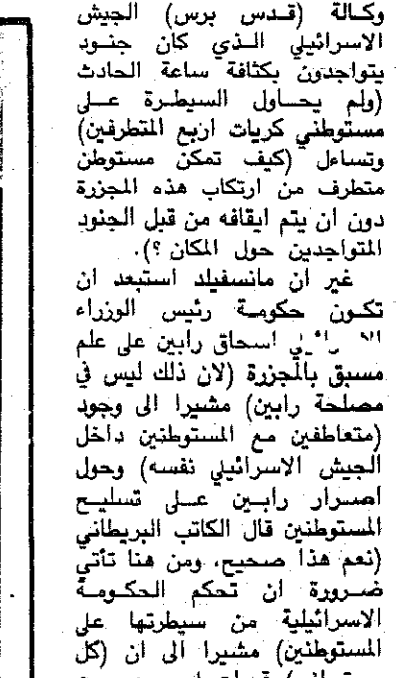 وكالة (قدس برس) الجيش
الاسرائيلي الذي كان جنود
يتواجدون بكثافة ساعة الحادث
(ولم يحاول السيطرة على
مستوطني كريات اربع المتطرفين)
وتساءل (كيف تمكن مستوطن
متطرف من ارتكاب هذه المجزرة
دون ان يتم ايقافه من قبل الجنود
المتواجدين حول المكان ؟).
غير ان مانسفيلد استبعد ان
تكون حكومة رئيس الوزراء
اسحاق رابين على علم
مسبق بالمجزرة (لان ذلك ليس في
مصلحة رابين) مشيرا الى وجود
(متعاطفين مع المستوطنين داخل
الجيش الاسرائيلي نفسه) وحول
اصرار رابين على تسليح
المستوطنين قال الكاتب البريطاني
(نعم هذا صحيح، ومن هنا تأتي
ضرورة ان تحكم الحكومة
الاسرائيلية من سيطرتها على
المستوطنين) مشيرا الى ان (كل